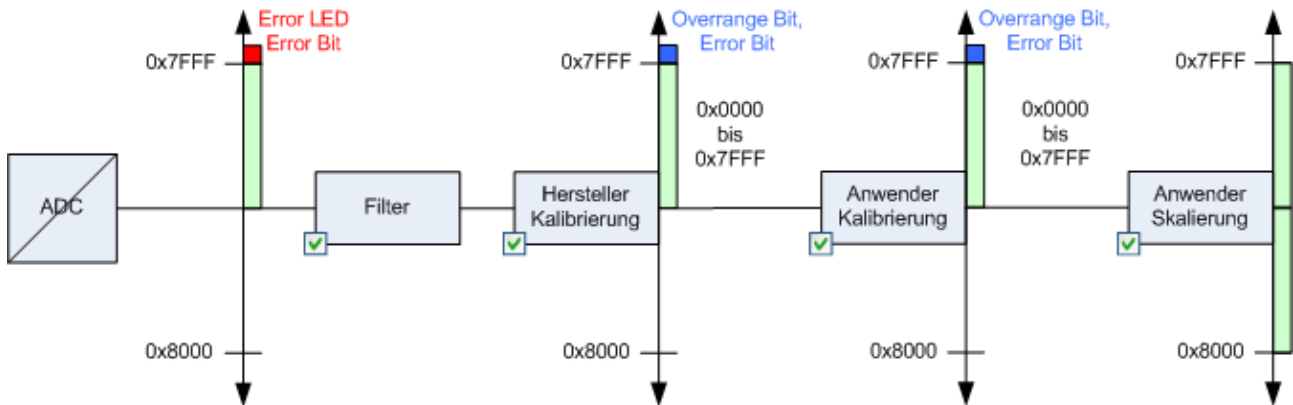 Error LED
Error Bit
Overrange Bit,
Error Bit
Overrange Bit,
Error Bit
0x7FFF
0x7FFF
0x7FFF
0x7FFF
0x0000
bis
0x7FFF
0x0000
bis
0x7FFF
ADC
Filter
Hersteller
Kalibrierung
Anwender
Kalibrierung
Anwender
Skalierung
0x8000
0x8000
0x8000
0x8000